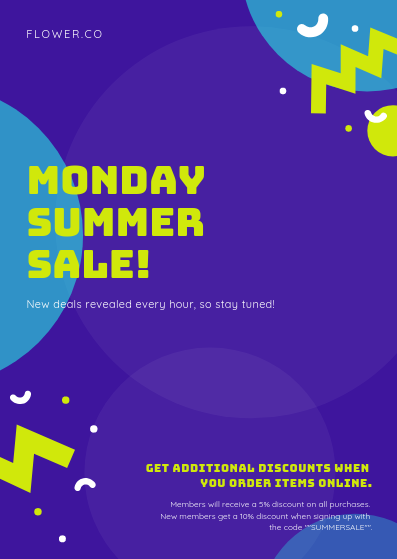 FLOWER.CO
MONDAY
SUMMER
SALE!
New deals revealed every hour, so stay tuned!
GET ADDITIONAL DISCOUNTS WHEN
YOU ORDER ITEMS ONLINE.
Members will receive a 5% discount on all purchases.
New members get a 10% discount when signing up with
the code '"'SUMMERSALE"'.